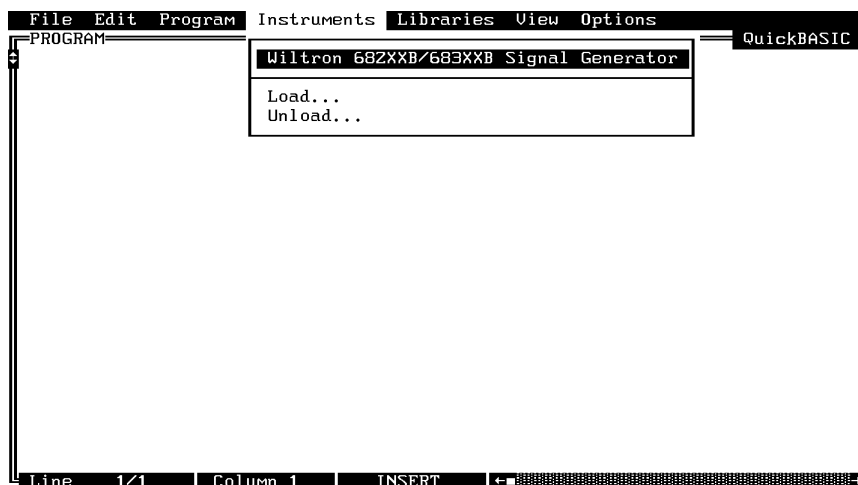 File Edit Program Instruments Libraries View Options
PROGRAM
QuickBASIC
Wiltron 682XXB/683XXB Signal Generator
Load...
Unload...
Line 1/1 Column 1 INSERT